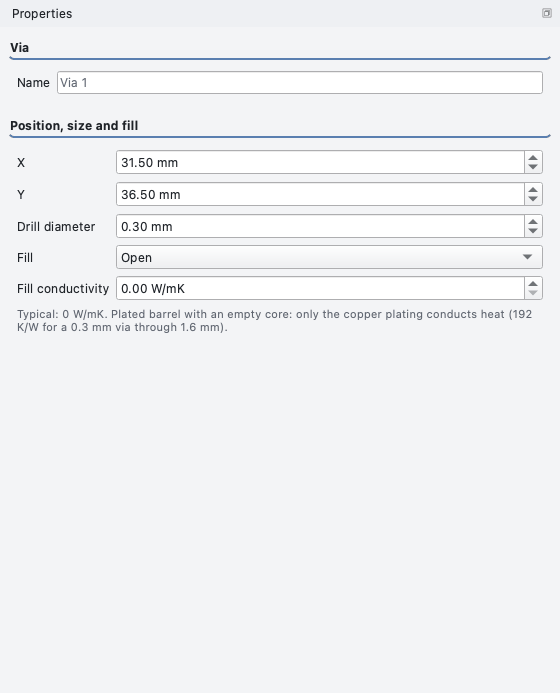 Properties
Via
Name Via 1
Position, size and fill
X 31.50 mm
Y 36.50 mm
Drill diameter 0.30 mm
Fill Open
Fill conductivity 0.00 W/mK
Typical: 0 W/mK. Plated barrel with an empty core: only the copper plating conducts heat (192
K/W for a 0.3 mm via through 1.6 mm).